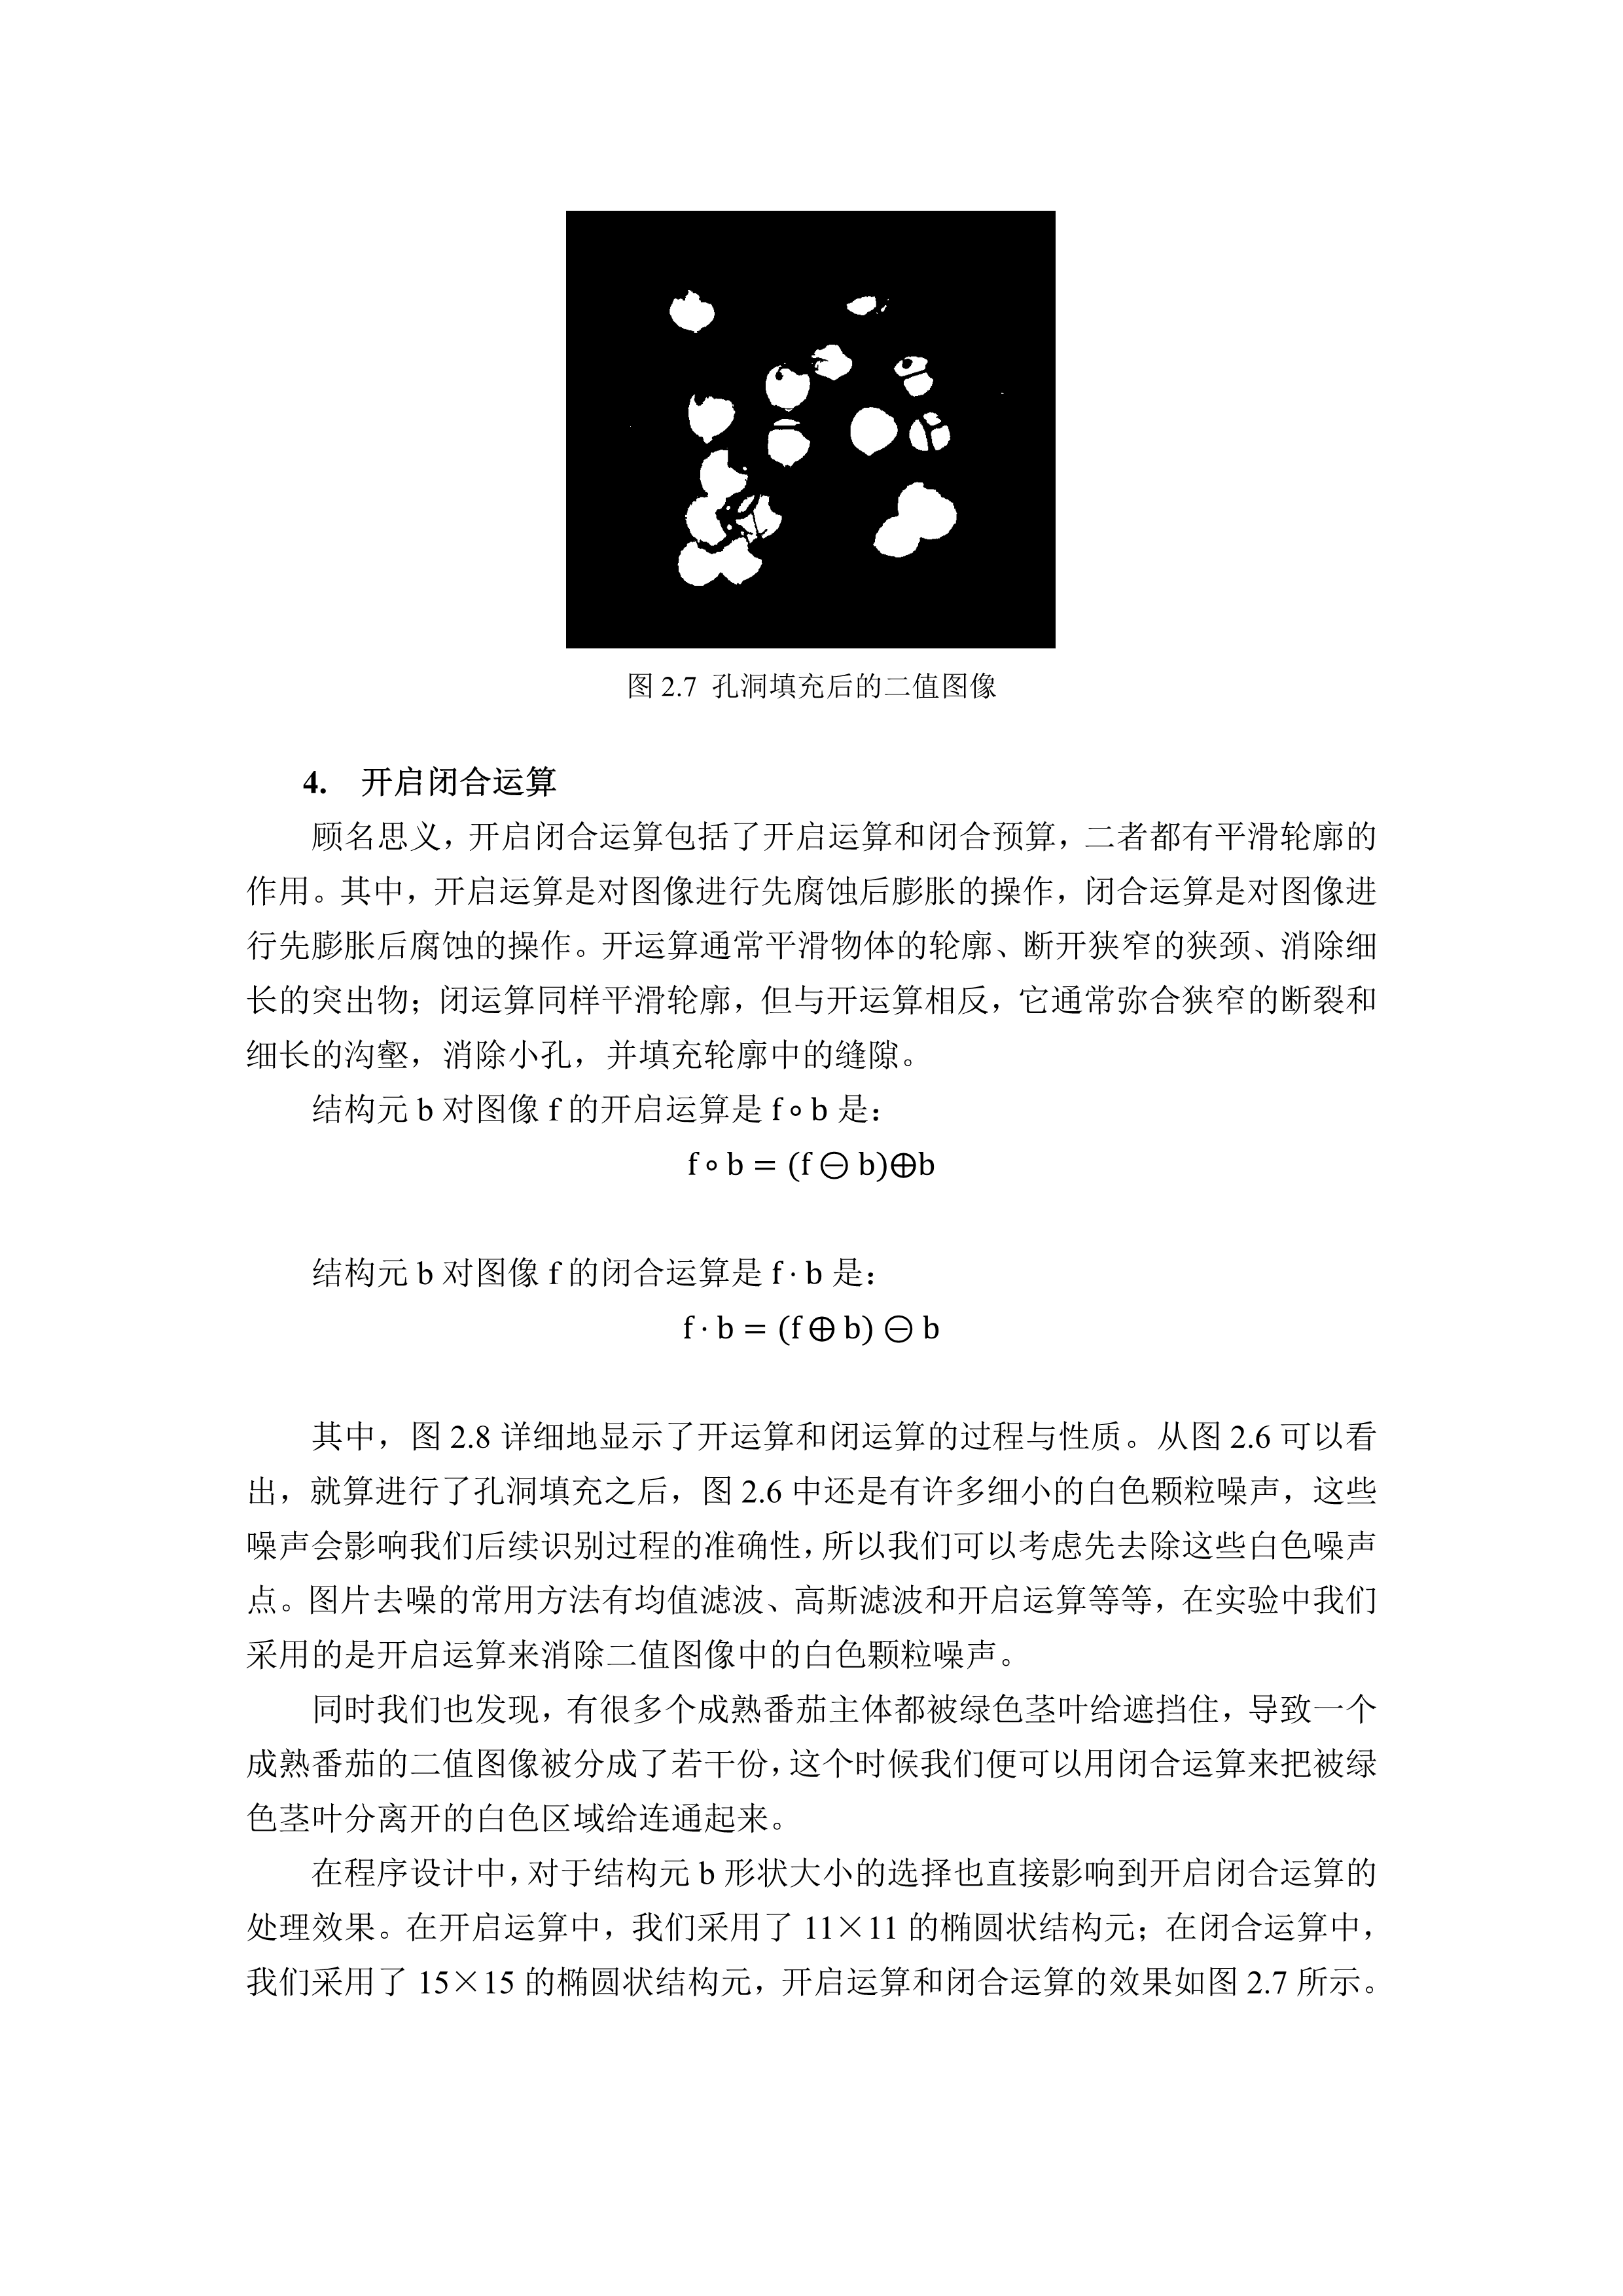 图 2.7 孔洞填充后的二值图像
4. 开启闭合运算
顾名思义，开启闭合运算包括了开启运算和闭合预算，二者都有平滑轮廓的
作用。其中，开启运算是对图像进行先腐蚀后膨胀的操作，闭合运算是对图像进
行先膨胀后腐蚀的操作。开运算通常平滑物体的轮廓、断开狭窄的狭颈、消除细
长的突出物；闭运算同样平滑轮廓，但与开运算相反，它通常弥合狭窄的断裂和
细长的沟壑，消除小孔，并填充轮廓中的缝隙。
结构元 b 对图像 f 的开启运算是 f∘b 是：
f∘b = (f⊖b)⊕b
结构元 b 对图像 f 的闭合运算是 f·b 是：
f·b = (f⊕b)⊖b
其中，图 2.8 详细地显示了开运算和闭运算的过程与性质。从图 2.6 可以看
出，就算进行了孔洞填充之后，图 2.6 中还是有许多细小的白色颗粒噪声，这些
噪声会影响我们后续识别过程的准确性，所以我们可以考虑先去除这些白色噪声
点。图片去噪的常用方法有均值滤波、高斯滤波和开启运算等等，在实验中我们
采用的是开启运算来消除二值图像中的白色颗粒噪声。
同时我们也发现，有很多个成熟番茄主体都被绿色茎叶给遮挡住，导致一个
成熟番茄的二值图像被分成了若干份，这个时候我们便可以用闭合运算来把被绿
色茎叶分离开的白色区域给连通起来。
在程序设计中，对于结构元 b 形状大小的选择也直接影响到开启闭合运算的
处理效果。在开启运算中，我们采用了 11×11 的椭圆状结构元；在闭合运算中，
我们采用了 15×15 的椭圆状结构元，开启运算和闭合运算的效果如图 2.7 所示。